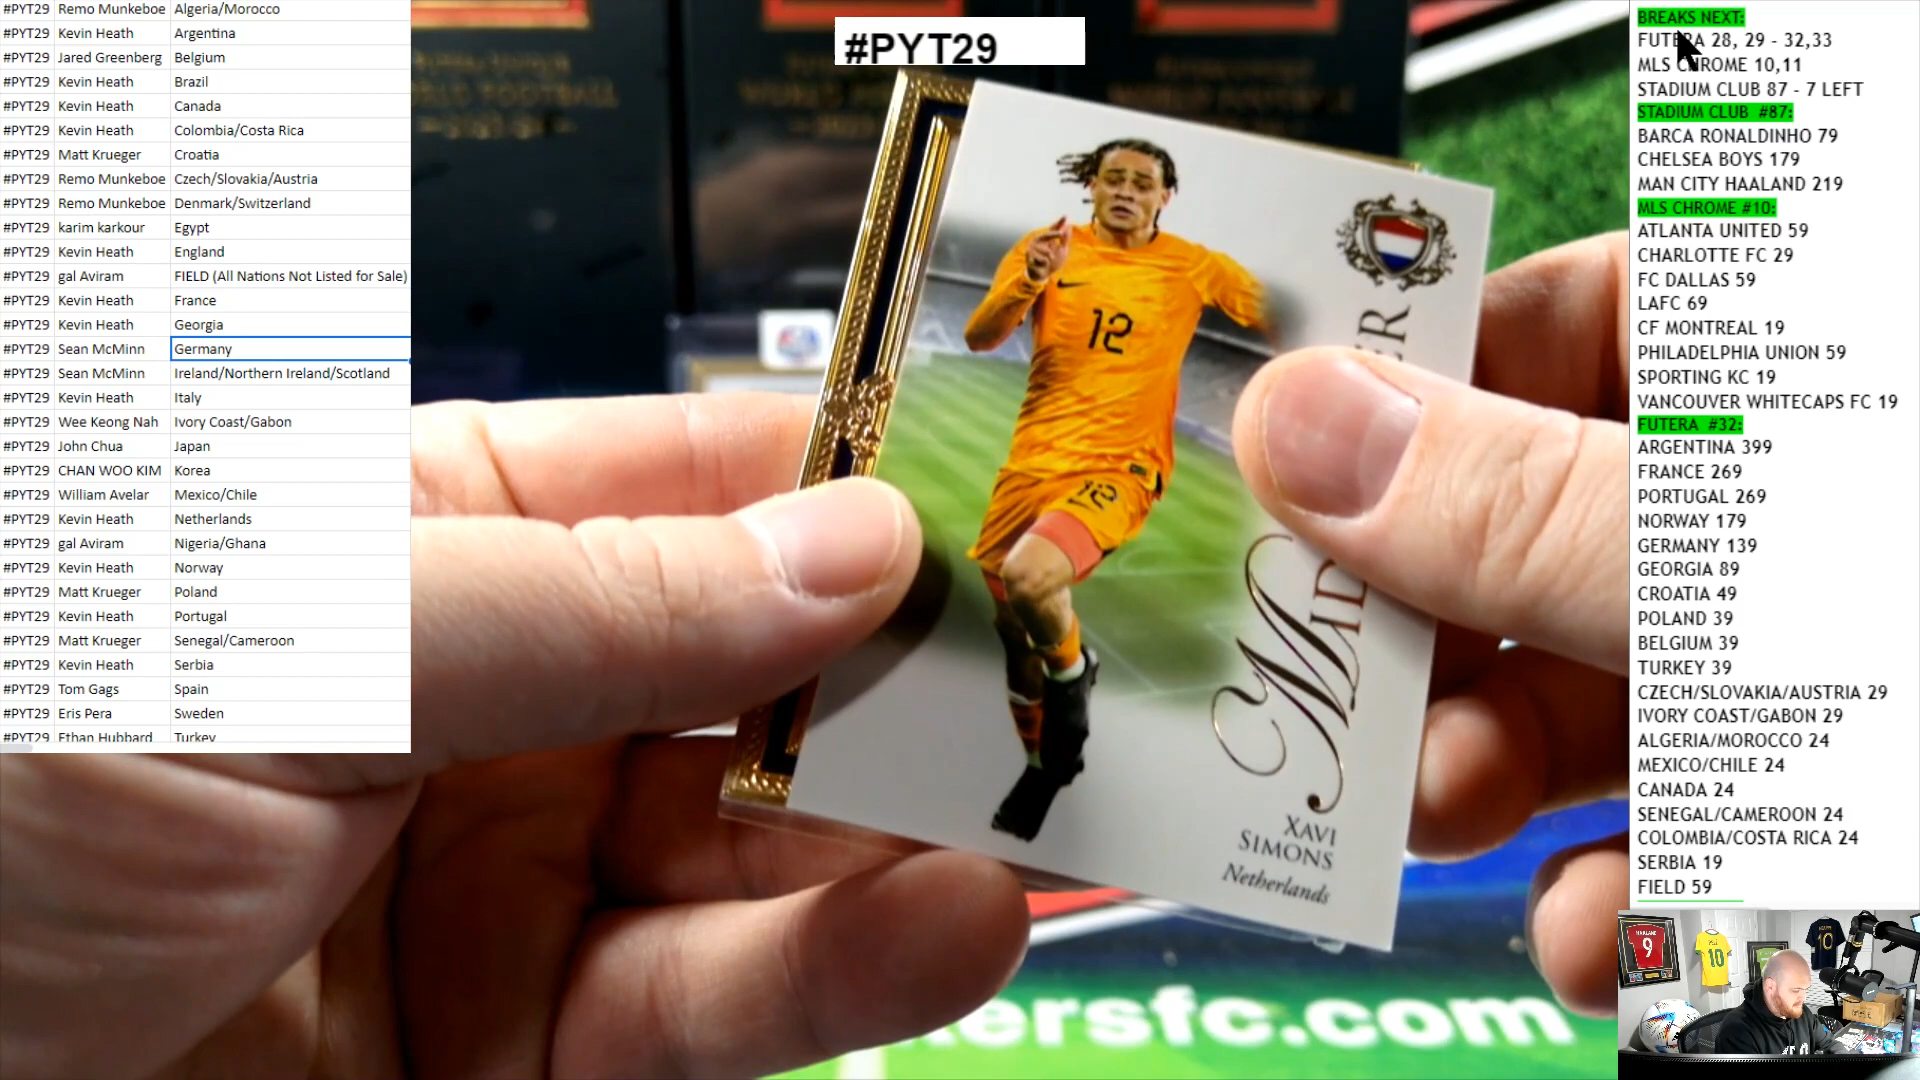 #PYT29 Remo Munkeboe Algeria/Morocco
#PYT29 Kevin Heath Argentina
#PYT29 Jared Greenberg Belgium
#PYT29 Kevin Heath Brazil
#PYT29 Kevin Heath Canada
#PYT29 Kevin Heath Colombia/Costa Rica
#PYT29 Matt Krueger Croatia
#PYT29 Remo Munkeboe Czech/Slovakia/Austria
#PYT29 Remo Munkeboe Denmark/Switzerland
#PYT29 karim karkour Egypt
#PYT29 Kevin Heath England
#PYT29 gal Aviram FIELD (All Nations Not Listed for Sale)
#PYT29 Kevin Heath France
#PYT29 Kevin Heath Georgia
#PYT29 Sean McMinn Germany
#PYT29 Sean McMinn Ireland/Northern Ireland/Scotland
#PYT29 Kevin Heath Italy
#PYT29 Wee Keong Nah Ivory Coast/Gabon
#PYT29 John Chua Japan
#PYT29 CHAN WOO KIM Korea
#PYT29 William Avelar Mexico/Chile
#PYT29 Kevin Heath Netherlands
#PYT29 gal Aviram Nigeria/Ghana
#PYT29 Kevin Heath Norway
#PYT29 Matt Krueger Poland
#PYT29 Kevin Heath Portugal
#PYT29 Matt Krueger Senegal/Cameroon
#PYT29 Kevin Heath Serbia
#PYT29 Tom Gags Spain
#PYT29 Eris Pera Sweden
#PYT29 Ethan Hubbard Turkey
#PYT29
12
12
XAVI
SIMONS
Netherlands
ersfc.com
BREAKS NEXT:
FUTERA 28, 29 - 32,33
MLS CHROME 10,11
STADIUM CLUB 87 - 7 LEFT
STADIUM CLUB #87:
BARCA RONALDINHO 79
CHELSEA BOYS 179
MAN CITY HAALAND 219
MLS CHROME #10:
ATLANTA UNITED 59
CHARLOTTE FC 29
FC DALLAS 59
LAFC 69
CF MONTREAL 19
PHILADELPHIA UNION 59
SPORTING KC 19
VANCOUVER WHITECAPS FC 19
FUTERA #32:
ARGENTINA 399
FRANCE 269
PORTUGAL 269
NORWAY 179
GERMANY 139
GEORGIA 89
CROATIA 49
POLAND 39
BELGIUM 39
TURKEY 39
CZECH/SLOVAKIA/AUSTRIA 29
IVORY COAST/GABON 29
ALGERIA/MOROCCO 24
MEXICO/CHILE 24
CANADA 24
SENEGAL/CAMEROON 24
COLOMBIA/COSTA RICA 24
SERBIA 19
FIELD 59
9
10
10